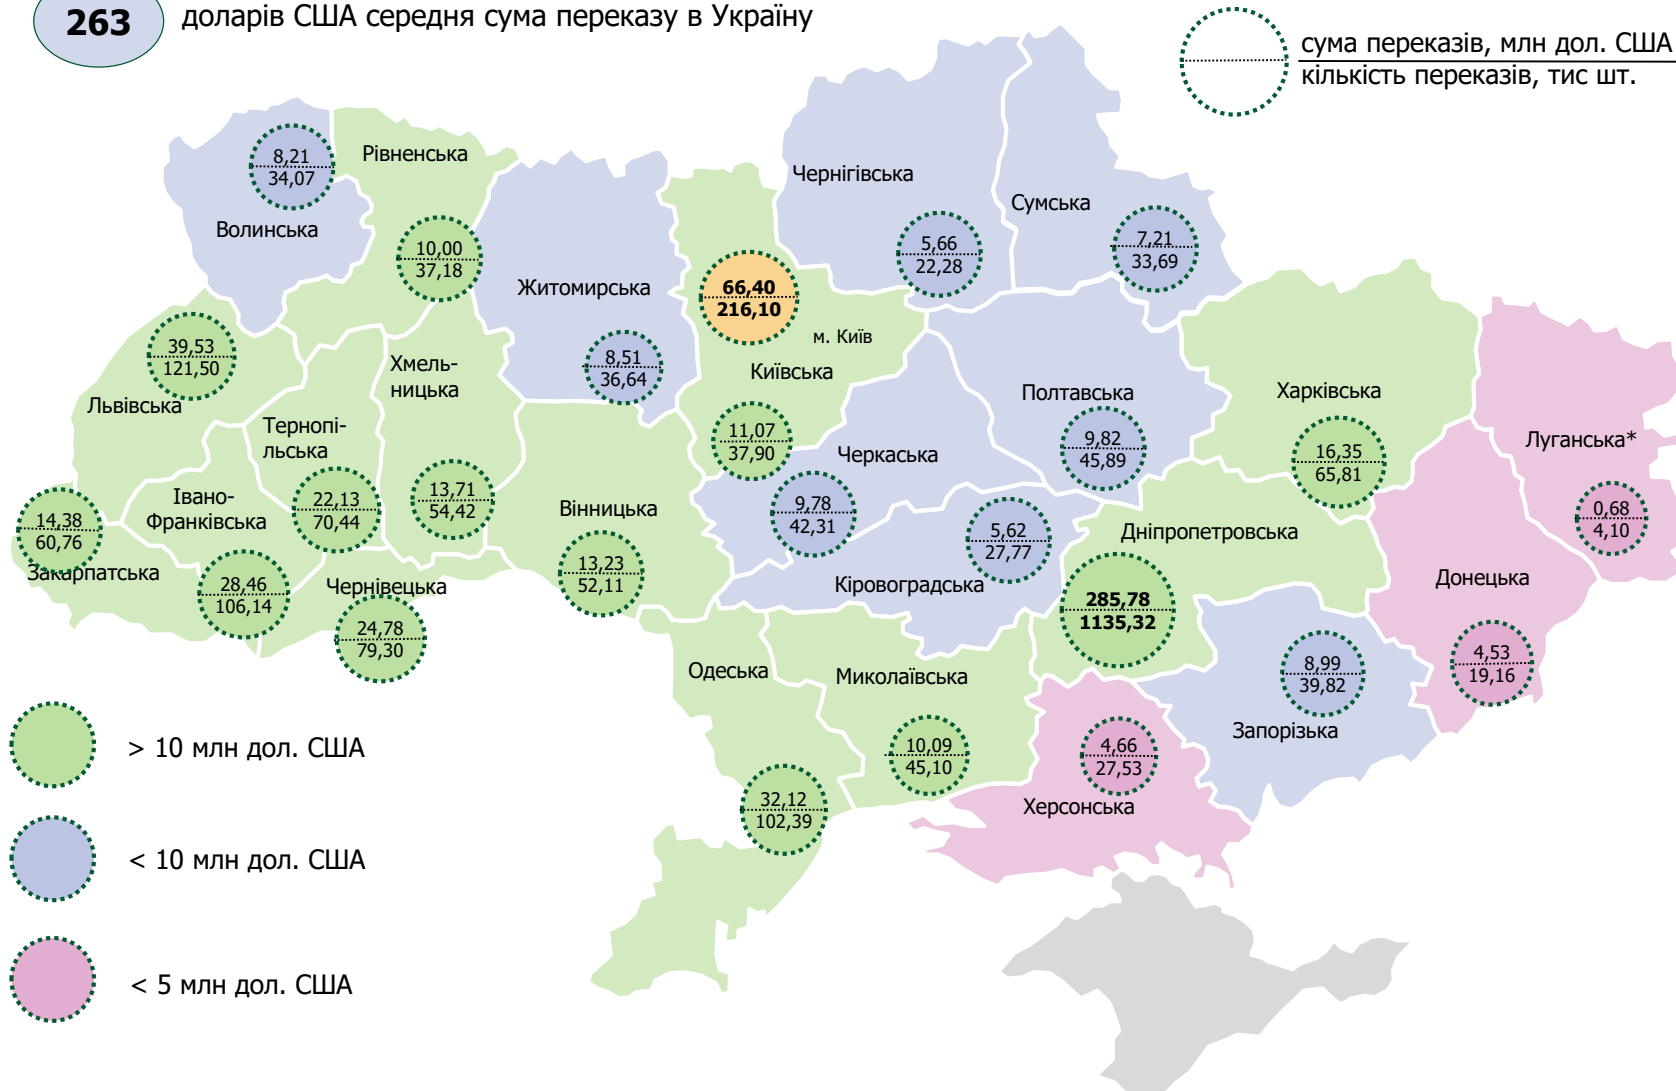 263
доларів США середня сума переказу в Україну
сума переказів, млн дол. США
кількість переказів, тис шт.
8,21
34,07
Волинська
Рівненська
10,00
37,18
Житомирська
8,51
36,64
66,40
216,10
м. Київ
Київська
11,07
37,90
Чернігівська
5,66
22,28
Сумська
7,21
33,69
39,53
121,50
Львівська
Хмель-
ницька
13,71
54,42
Тернопі-
льська
22,13
70,44
Івано-
Франківська
28,46
106,14
14,38
60,76
Закарпатська
Чернівецька
24,78
79,30
Вінницька
13,23
52,11
Черкаська
9,78
42,31
Полтавська
9,82
45,89
Харківська
16,35
65,81
Луганська*
0,68
4,10
Кіровоградська
5,62
27,77
Дніпропетровська
285,78
1135,32
Донецька
4,53
19,16
Одеська
32,12
102,39
Миколаївська
10,09
45,10
Херсонська
4,66
27,53
Запорізька
8,99
39,82
> 10 млн дол. США
< 10 млн дол. США
< 5 млн дол. США